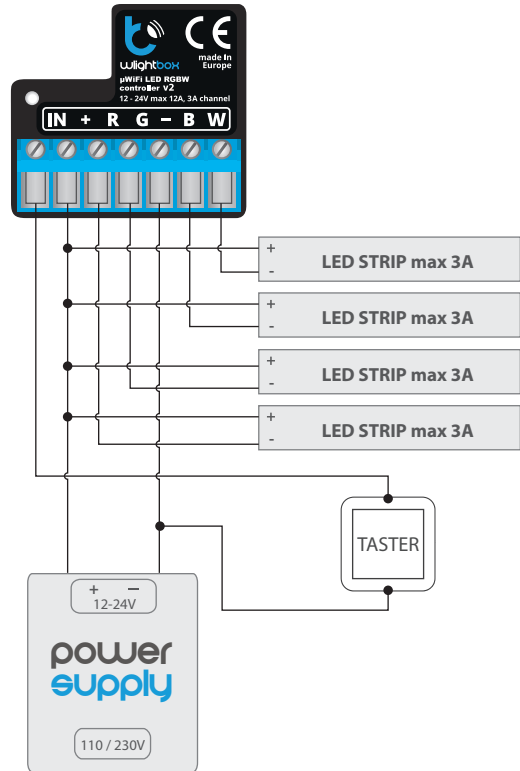 wlightbox
CE
made in
Europe
µWiFi LED RGBW
controller V2
12 - 24V max 12A, 3A channel
IN + R G − B W
+
LED STRIP max 3A
-
+
LED STRIP max 3A
-
+
LED STRIP max 3A
-
+
LED STRIP max 3A
-
TASTER
+ −
12-24V
power
supply
110 / 230V